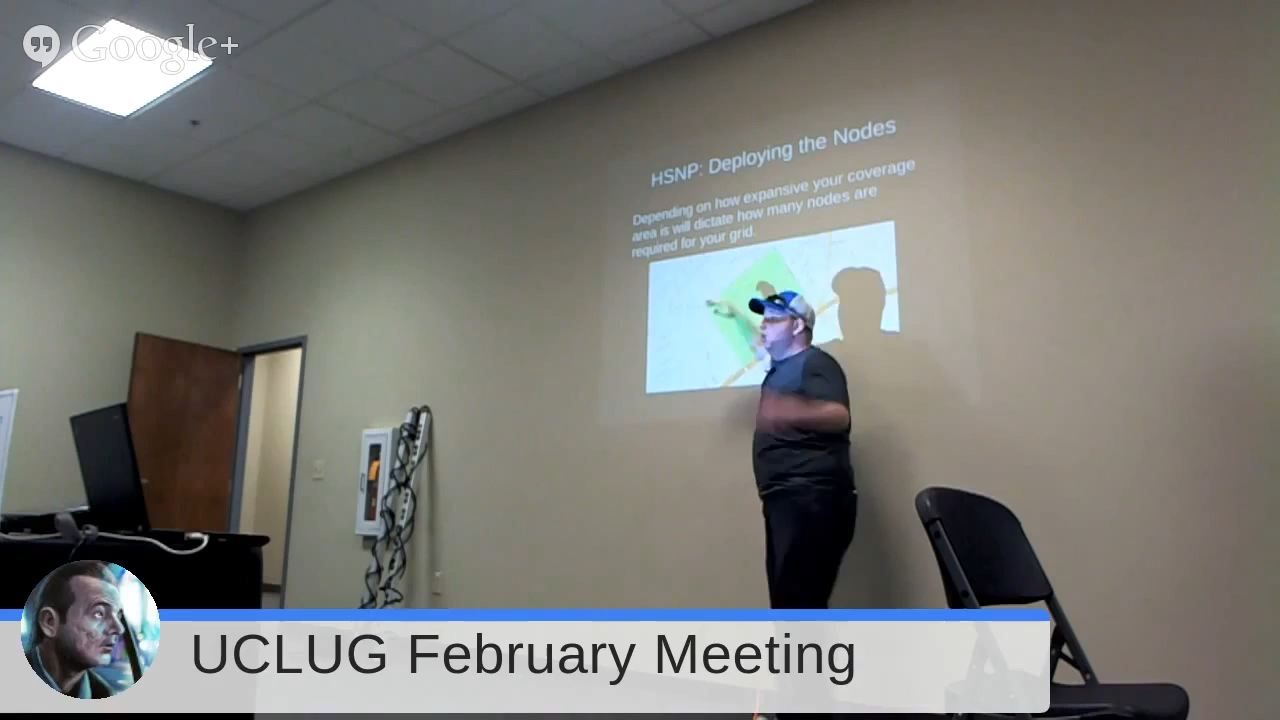 Google+
HSNP: Deploying the Nodes
Depending on how expansive your coverage
area is will dictate how many nodes are
required for your grid.
UCLUG February Meeting